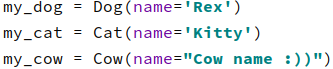 my_dog = Dog(name='Rex')
my_cat = Cat(name='Kitty')
my_cow = Cow(name="Cow name :))")